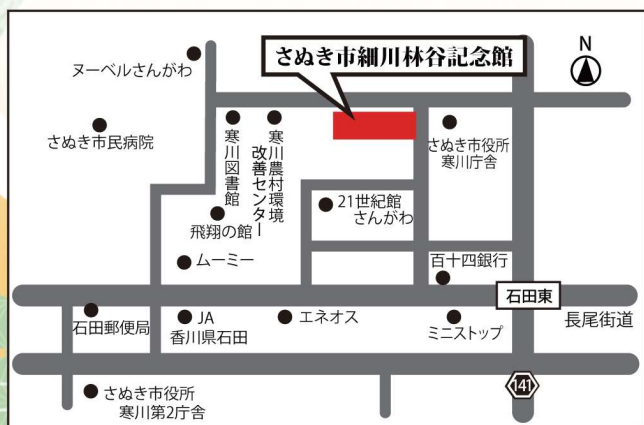 さぬき市細川林谷記念館
N
ヌーベルさんがわ
さぬき市民病院
寒川図書館
寒川農村環境
改善センター
さぬき市役所
寒川庁舎
飛翔の館
21世紀館
さんがわ
ムーミー
百十四銀行
石田東
長尾街道
石田郵便局
JA
香川県石田
エネオス
ミニストップ
141
さぬき市役所
寒川第2庁舎